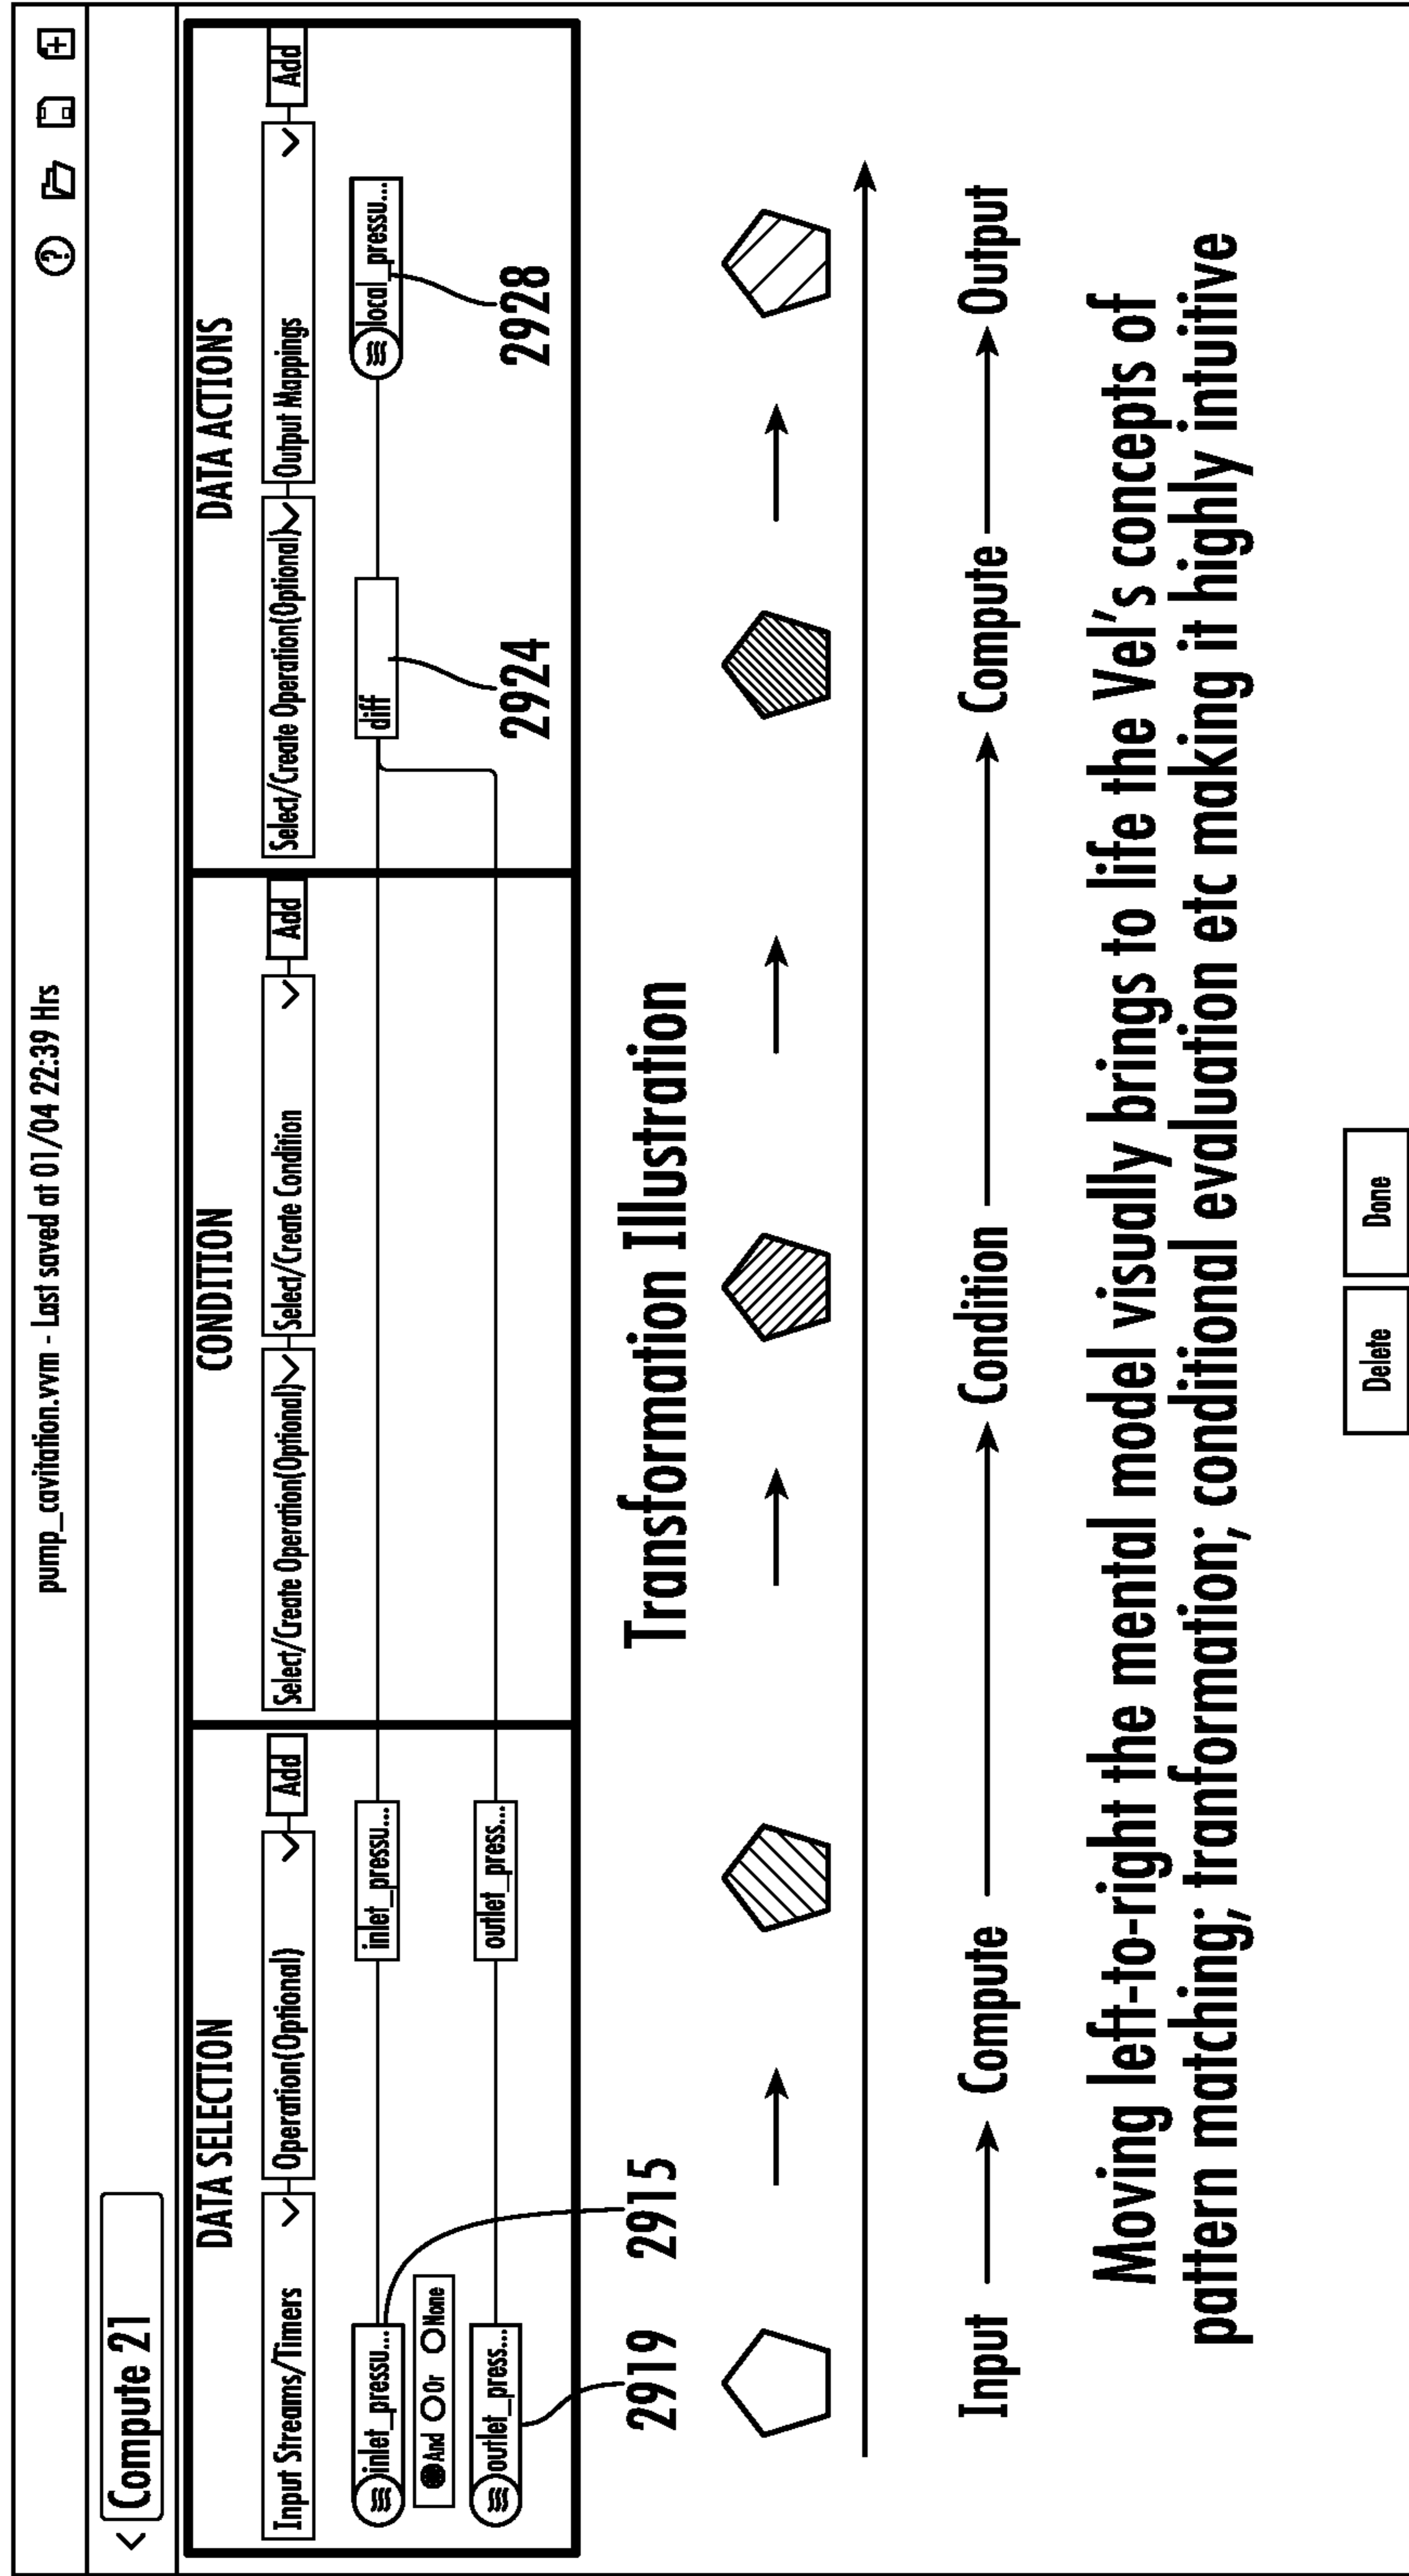 pump_cavitation.vvm - Last saved at 01/04 22:39 Hrs
?
< Compute 21
DATA SELECTION
CONDITION
DATA ACTIONS
Input Streams/Timers
Operation(Optional)
Add
Select/Create Operation(Optional)
Select/Create Condition
Add
Select/Create Operation(Optional)
Output Mappings
Add
inlet_pressu...
inlet_pressu...
diff
local_pressu...
And Or None
outlet_press...
outlet_press...
2924
2928
2919
2915
Transformation Illustration
Input
Compute
Condition
Compute
Output
Moving left-to-right the mental model visually brings to life the Vel's concepts of
pattern matching; tranformation; conditional evaluation etc making it highly intuitive
Delete
Done